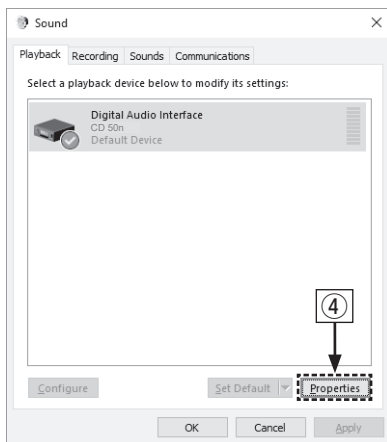 Sound
Playback Recording Sounds Communications
Select a playback device below to modify its settings:
Digital Audio Interface
CD 50n
Default Device
④
Configure Set Default Properties
OK Cancel Apply